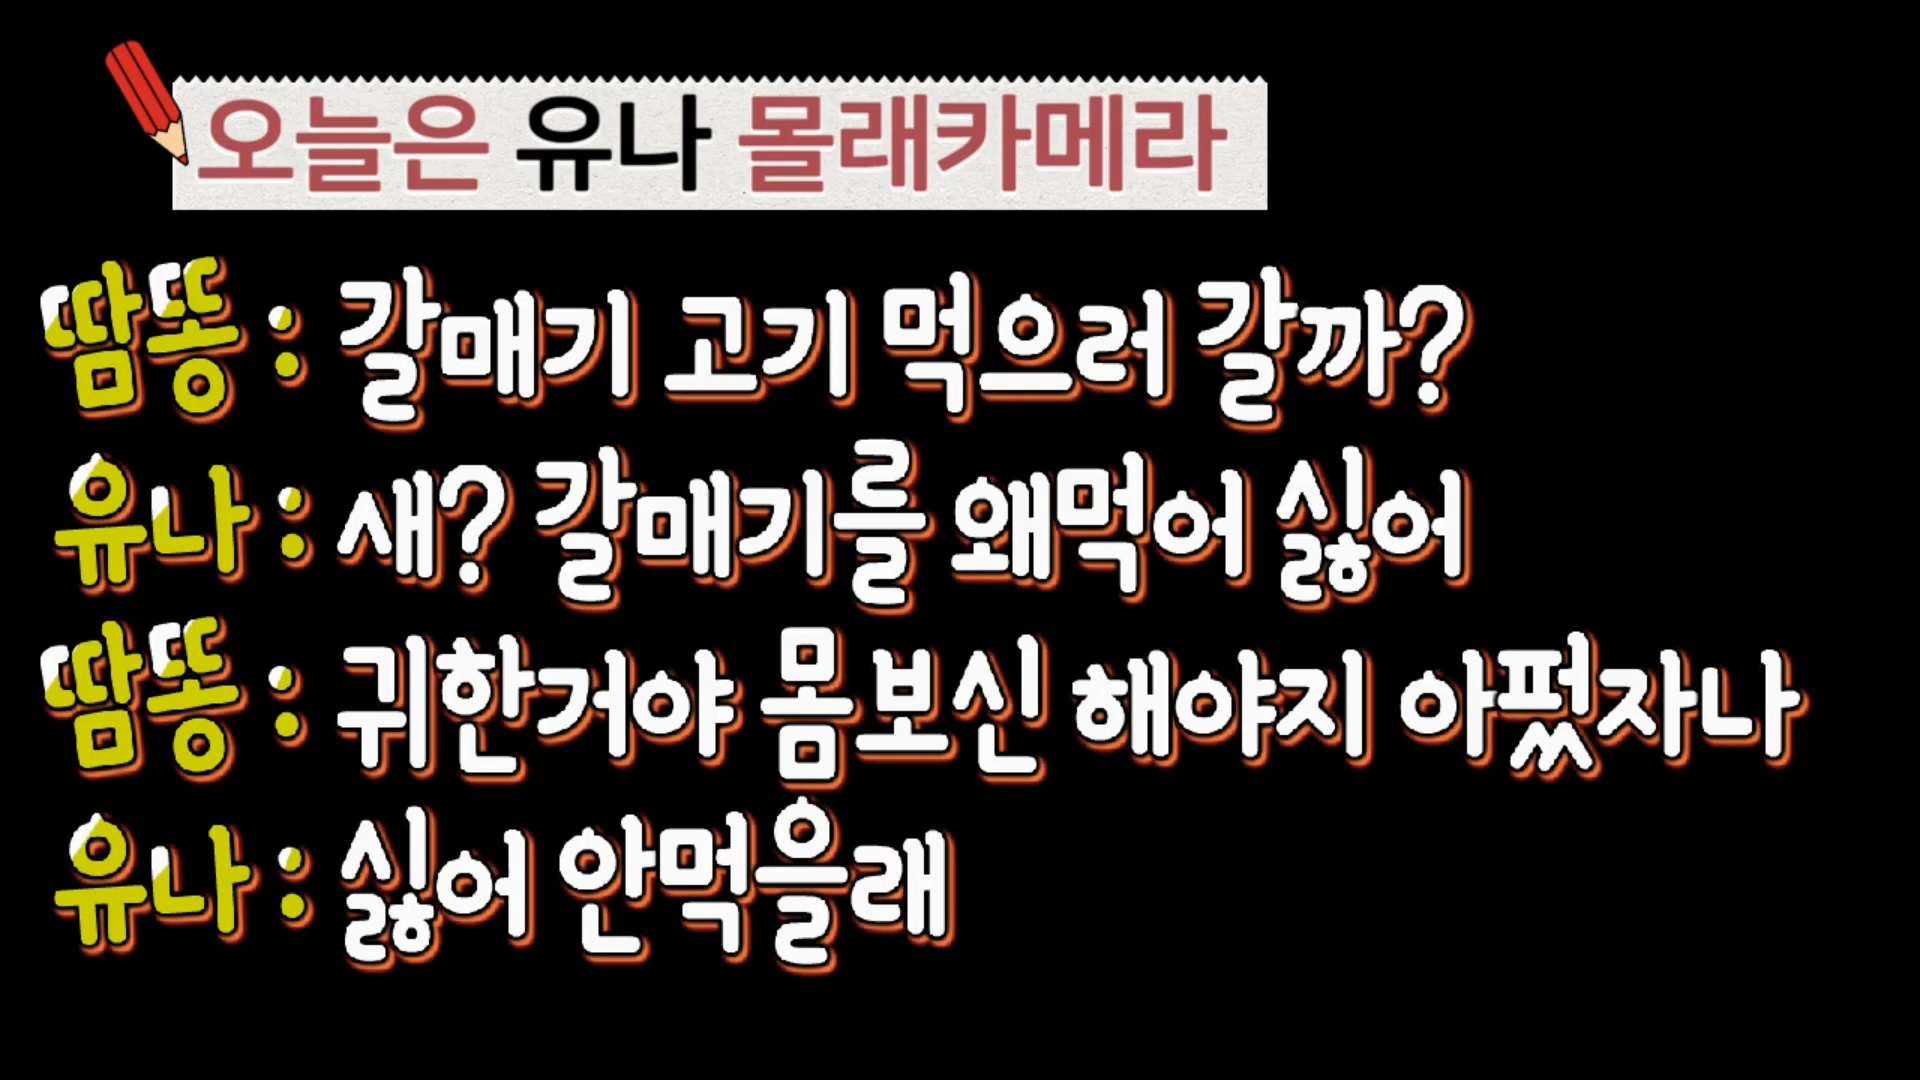 오늘은 유나 몰래카메라
땀똥 : 갈매기 고기 먹으러 갈까?
유나 : 새? 갈매기를 왜먹어 싫어
땀똥 : 귀한거야 몸보신 해야지 아펐자나
유나 : 싫어 안먹을래